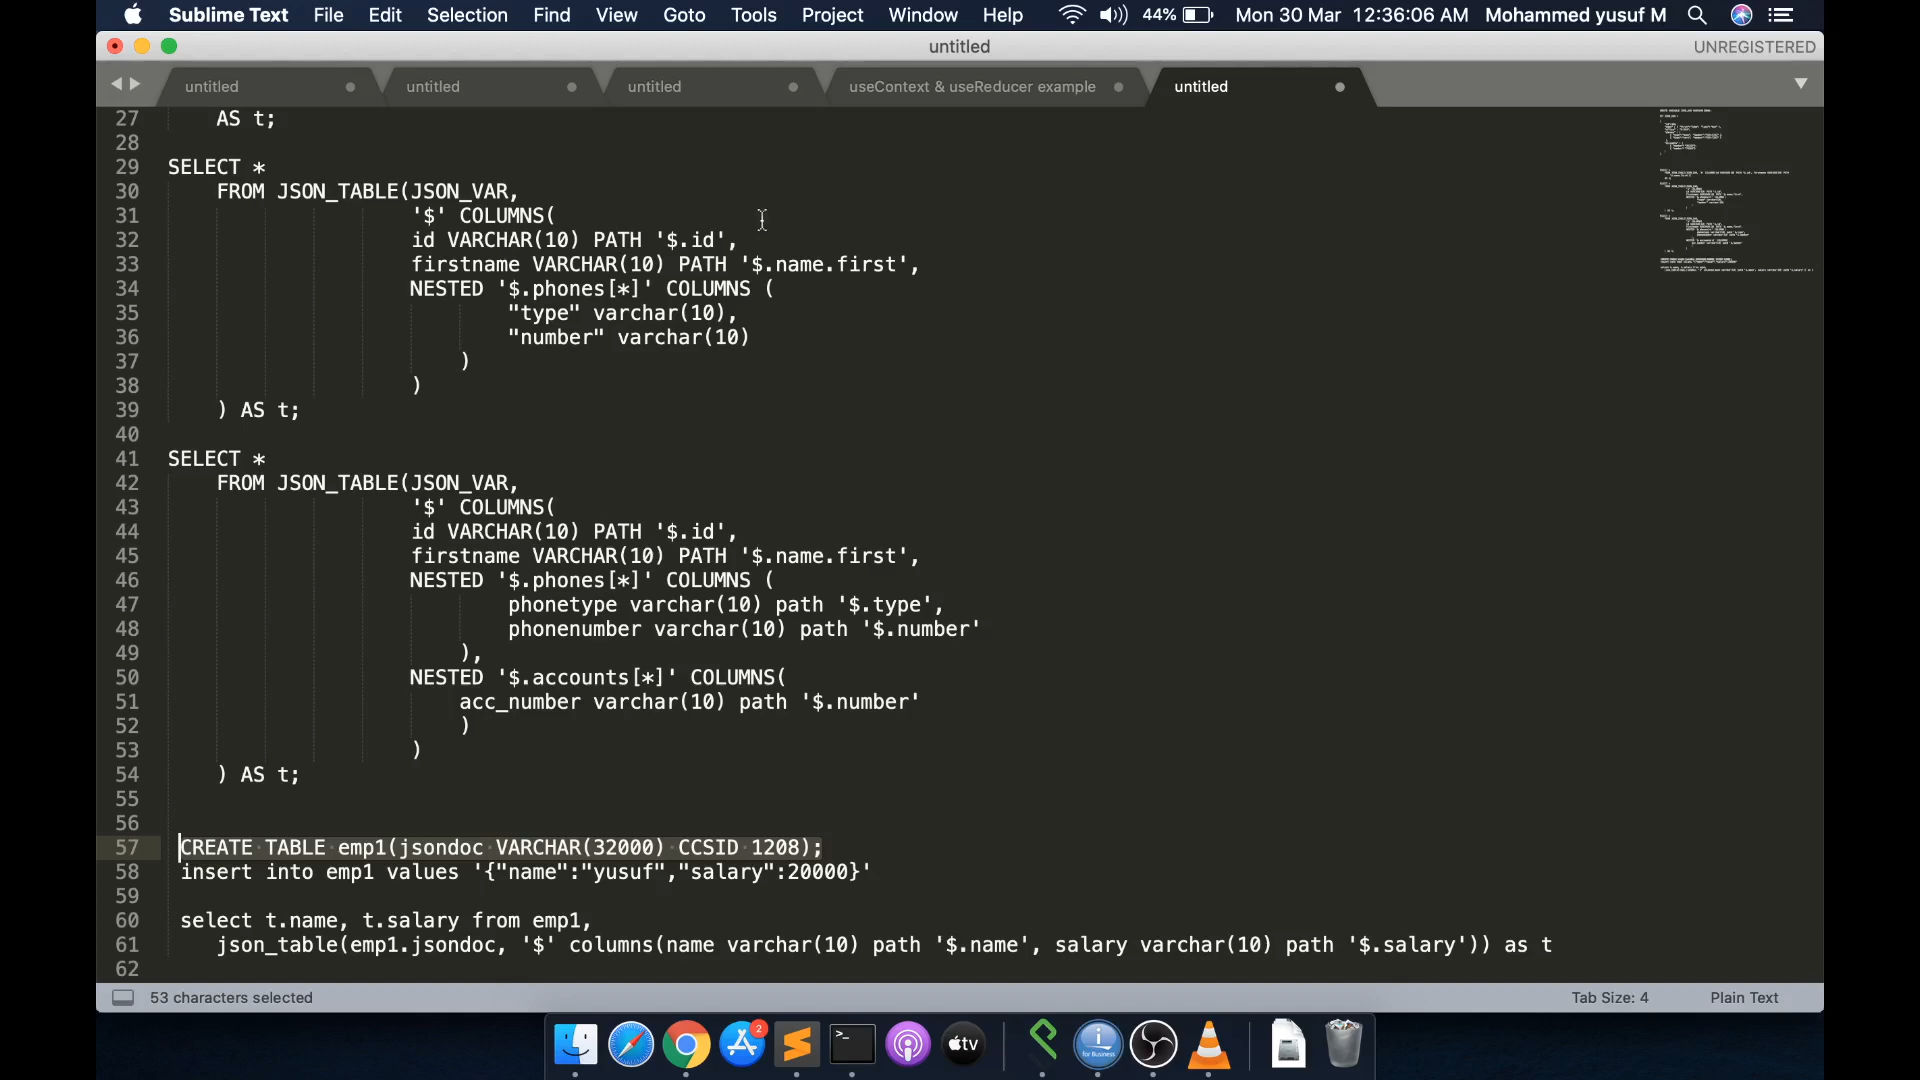 Sublime Text File Edit Selection Find View Goto Tools Project Window Help 44% Mon 30 Mar 12:36:06 AM Mohammed yusuf M
untitled UNREGISTERED
untitled untitled untitled useContext & useReducer example untitled
27 AS t;
28
29 SELECT *
30 FROM JSON_TABLE(JSON_VAR,
31 '$' COLUMNS(
32 id VARCHAR(10) PATH '$.id',
33 firstname VARCHAR(10) PATH '$.name.first',
34 NESTED '$.phones[*]' COLUMNS (
35 "type" varchar(10),
36 "number" varchar(10)
37 )
38 )
39 ) AS t;
40
41 SELECT *
42 FROM JSON_TABLE(JSON_VAR,
43 '$' COLUMNS(
44 id VARCHAR(10) PATH '$.id',
45 firstname VARCHAR(10) PATH '$.name.first',
46 NESTED '$.phones[*]' COLUMNS (
47 phonetype varchar(10) path '$.type',
48 phonenumber varchar(10) path '$.number'
49 ),
50 NESTED '$.accounts[*]' COLUMNS(
51 acc_number varchar(10) path '$.number'
52 )
53 )
54 ) AS t;
55
56
57 CREATE TABLE emp1(jsondoc VARCHAR(32000) CCSID 1208);
58 insert into emp1 values '{"name":"yusuf","salary":20000}'
59
60 select t.name, t.salary from emp1,
61 json_table(emp1.jsondoc, '$' columns(name varchar(10) path '$.name', salary varchar(10) path '$.salary')) as t
62
53 characters selected Tab Size: 4 Plain Text
2
tv
i for Business